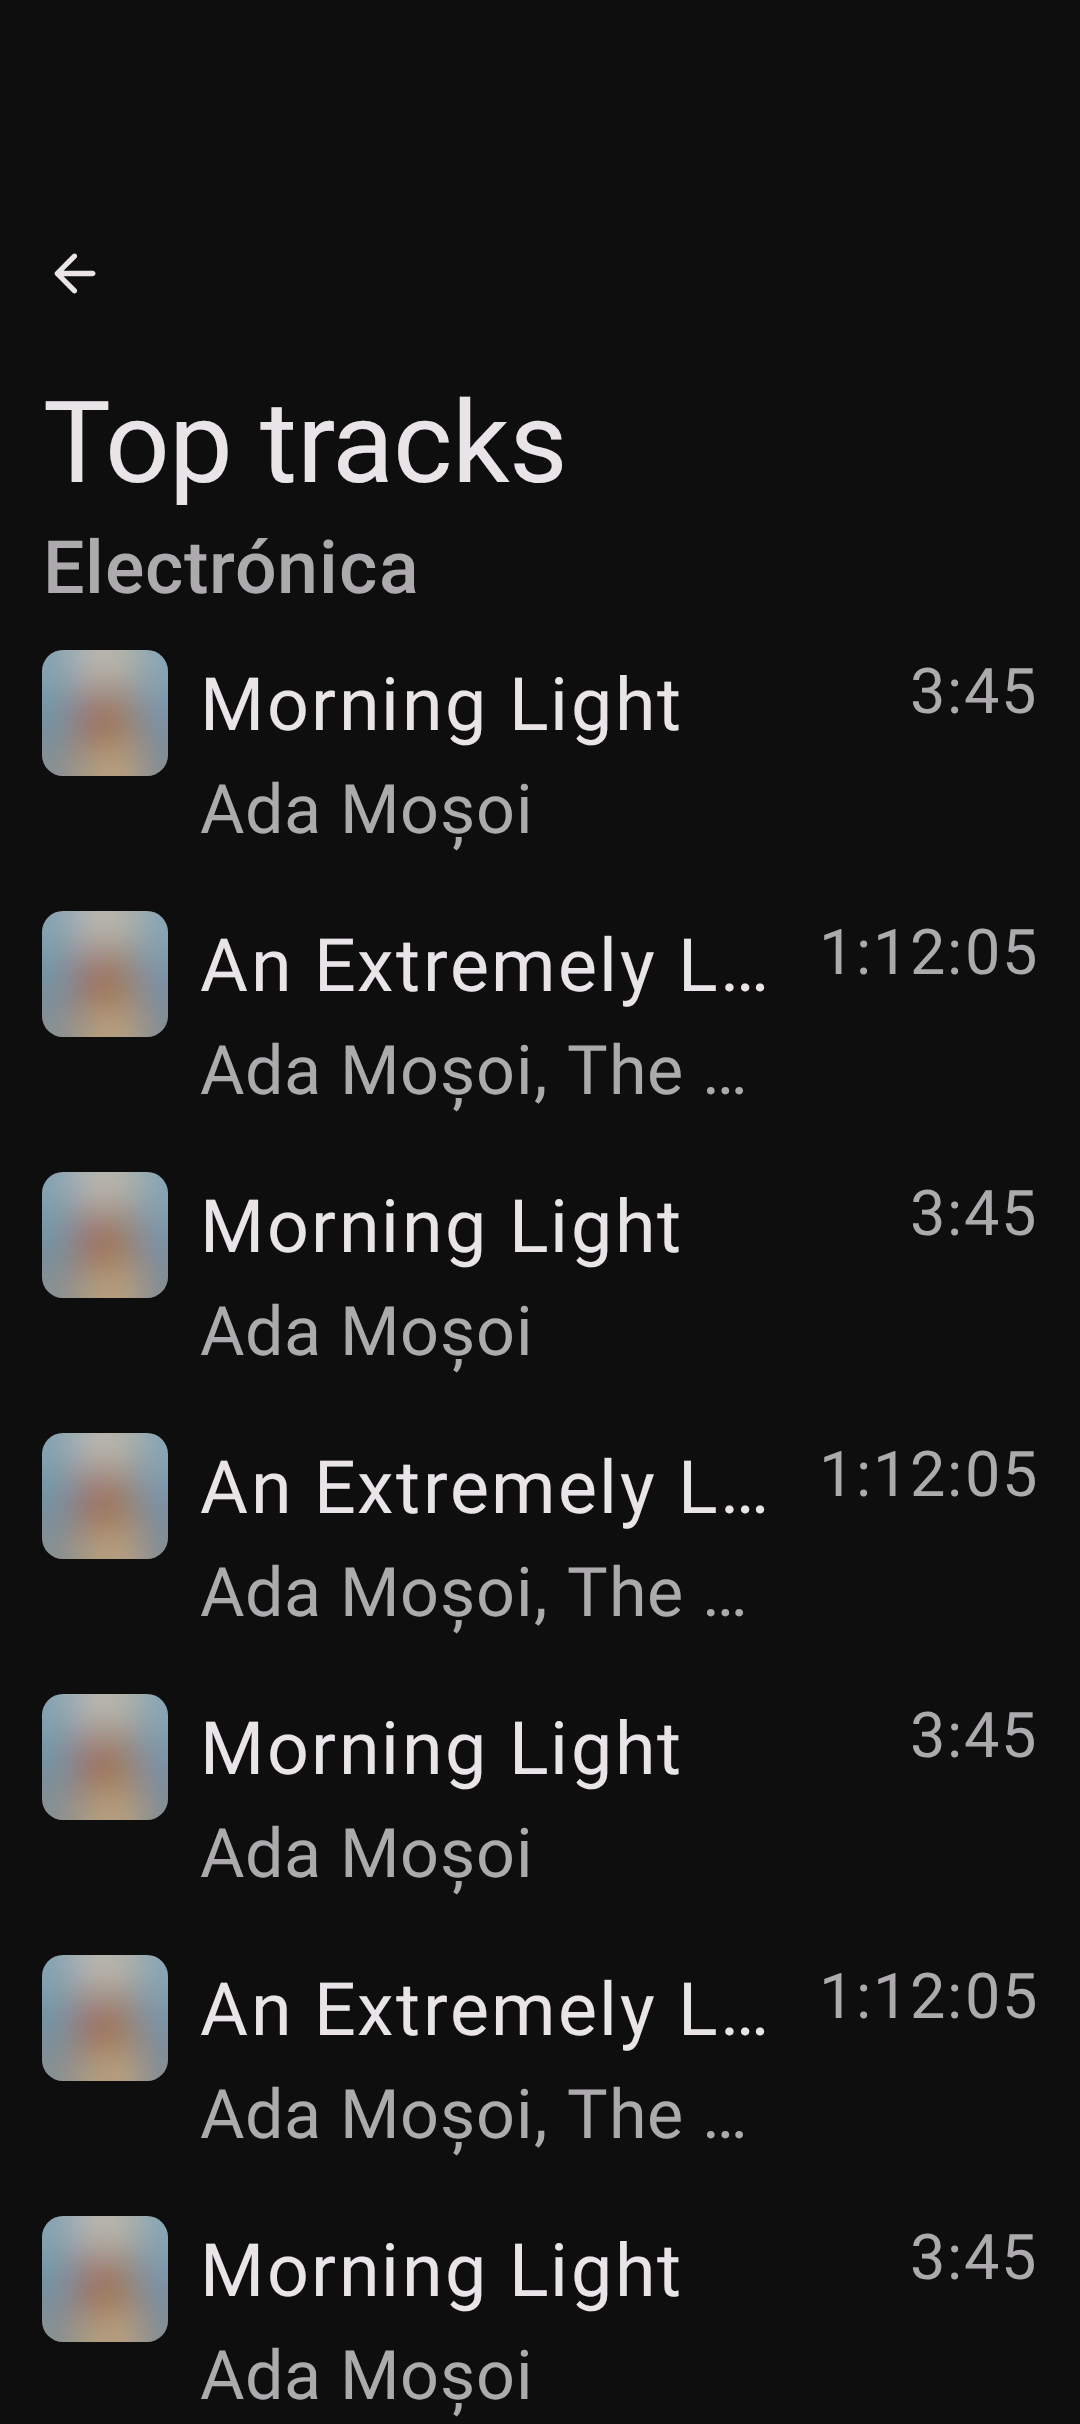 Top tracks
Electrónica
Morning Light
3:45
Ada Moșoi
An Extremely L…
1:12:05
Ada Moșoi, The …
Morning Light
3:45
Ada Moșoi
An Extremely L…
1:12:05
Ada Moșoi, The …
Morning Light
3:45
Ada Moșoi
An Extremely L…
1:12:05
Ada Moșoi, The …
Morning Light
3:45
Ada Moșoi